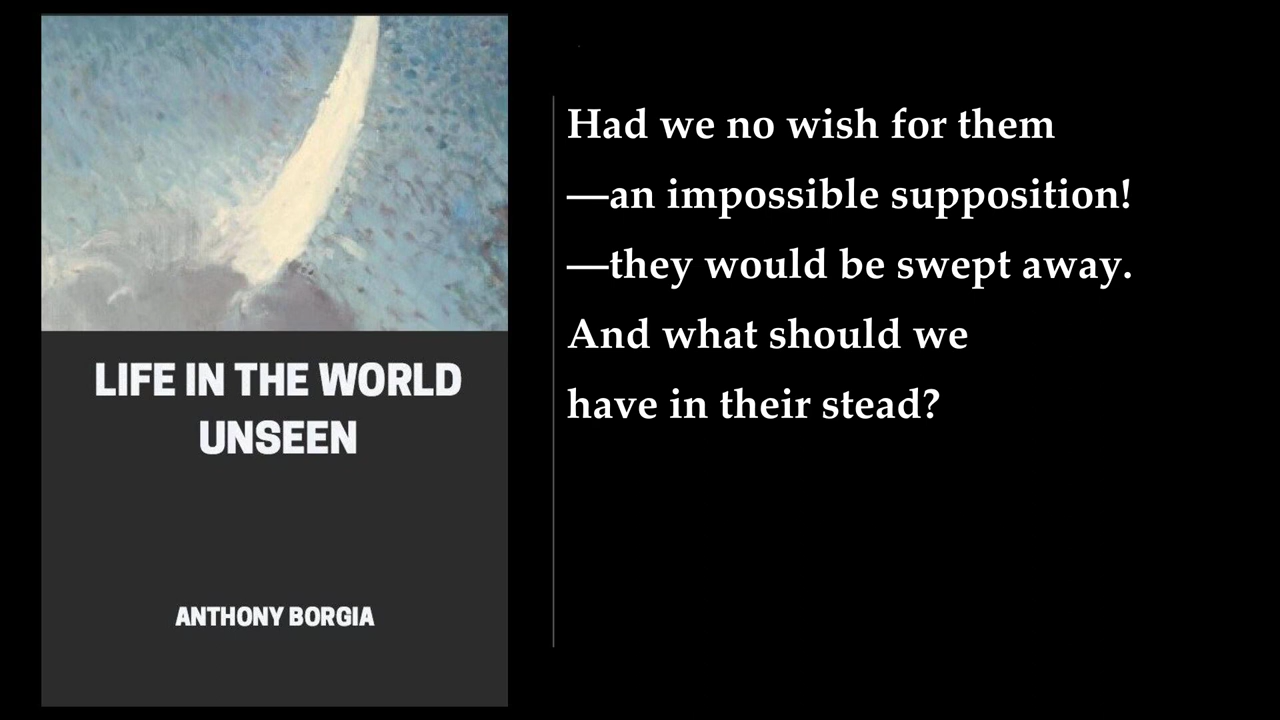 LIFE IN THE WORLD
UNSEEN
ANTHONY BORGIA
Had we no wish for them
—an impossible supposition!
—they would be swept away.
And what should we
have in their stead?